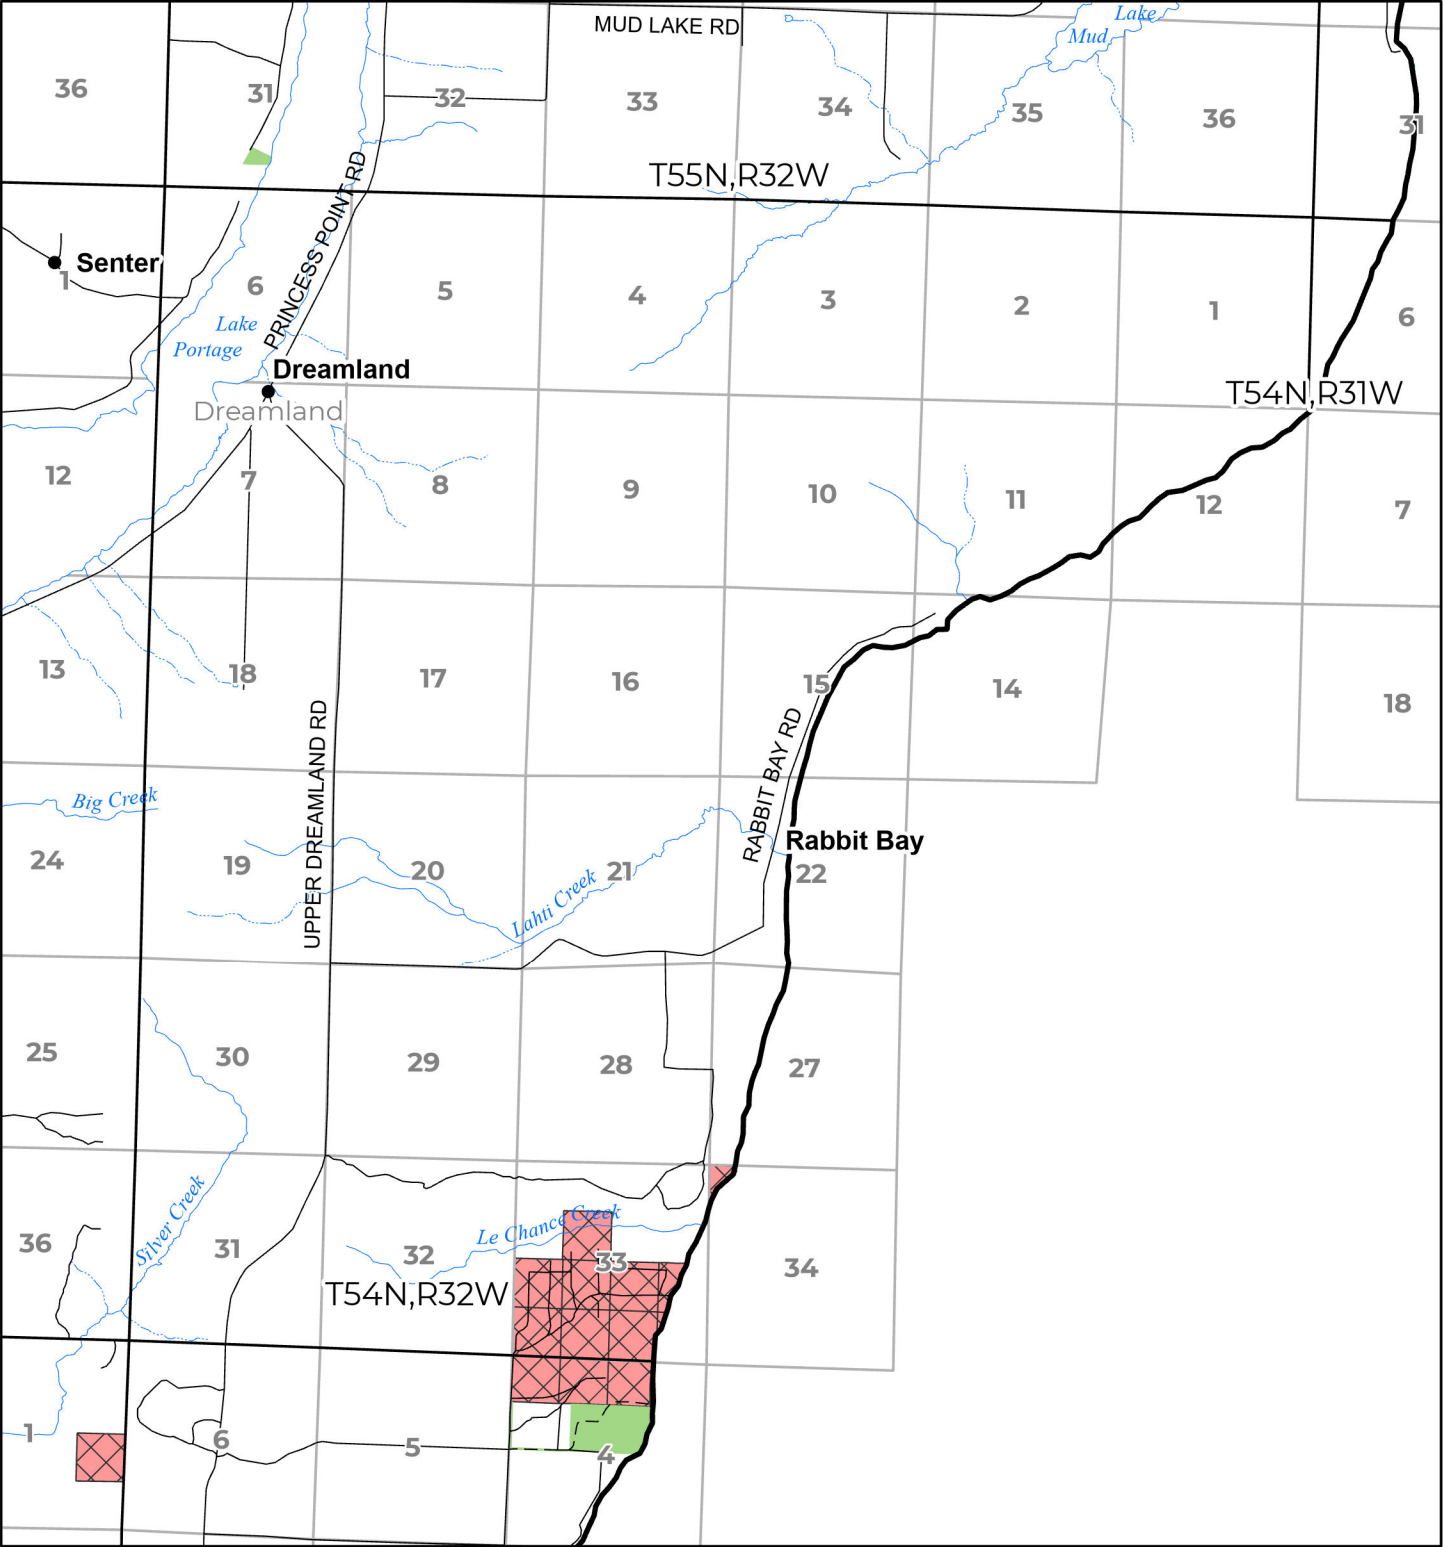 MUD LAKE RD
Lake
Mud
36
31
32
33
34
35
36
31
T55N,R32W
PRINCESS POINT RD
Senter
1
6
5
4
3
2
1
6
Lake
Portage
Dreamland
Dreamland
T54N,R31W
12
7
8
9
10
11
12
7
13
18
17
16
15
14
18
UPPER DREAMLAND RD
RABBIT BAY RD
Big Creek
Rabbit Bay
24
19
20
21
22
Lahti Creek
25
30
29
28
27
Silver Creek
Le Chance Creek
36
31
32
33
34
T54N,R32W
1
6
5
4